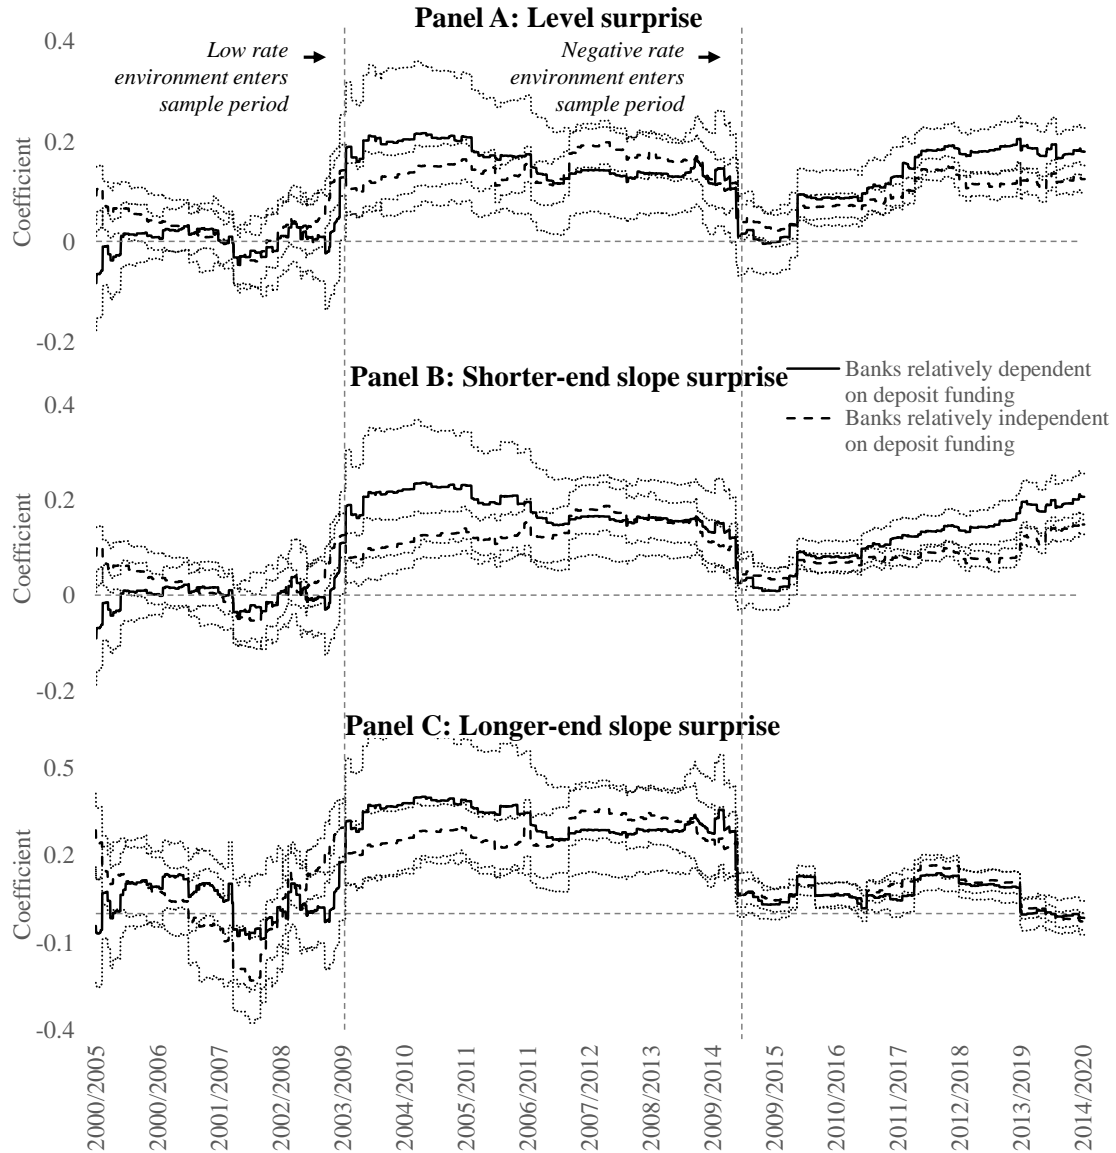 Panel A: Level surprise
0.4
0.2
0
-0.2
Coefficient
Low rate
environment enters
sample period
Negative rate
environment enters
sample period
Panel B: Shorter-end slope surprise
Banks relatively dependent
on deposit funding
Banks relatively independent
on deposit funding
0.4
0.2
0
-0.2
Coefficient
Panel C: Longer-end slope surprise
0.5
0.2
-0.1
-0.4
Coefficient
2000/2005
2000/2006
2001/2007
2002/2008
2003/2009
2004/2010
2005/2011
2006/2011
2007/2012
2008/2013
2009/2014
2009/2015
2010/2016
2011/2017
2012/2018
2013/2019
2014/2020